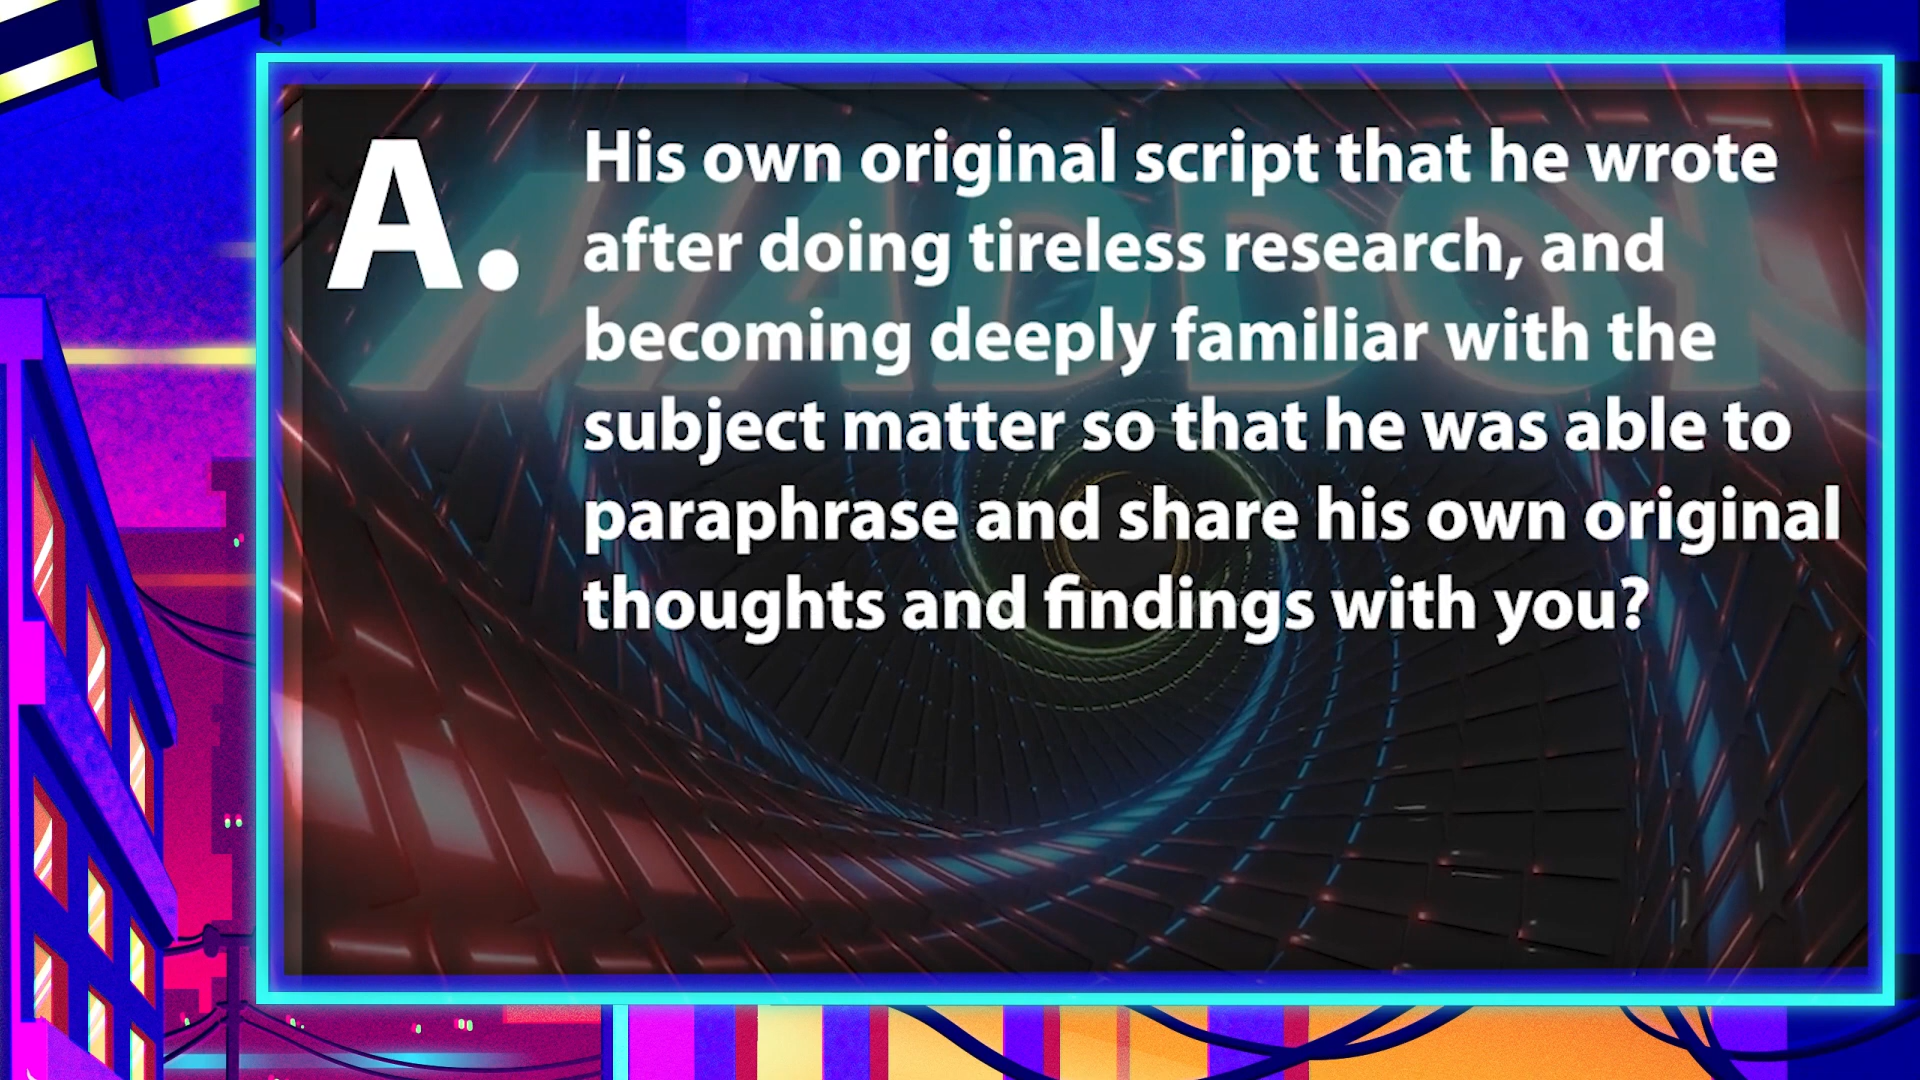 MADDOX
A.
His own original script that he wrote
after doing tireless research, and
becoming deeply familiar with the
subject matter so that he was able to
paraphrase and share his own original
thoughts and findings with you?